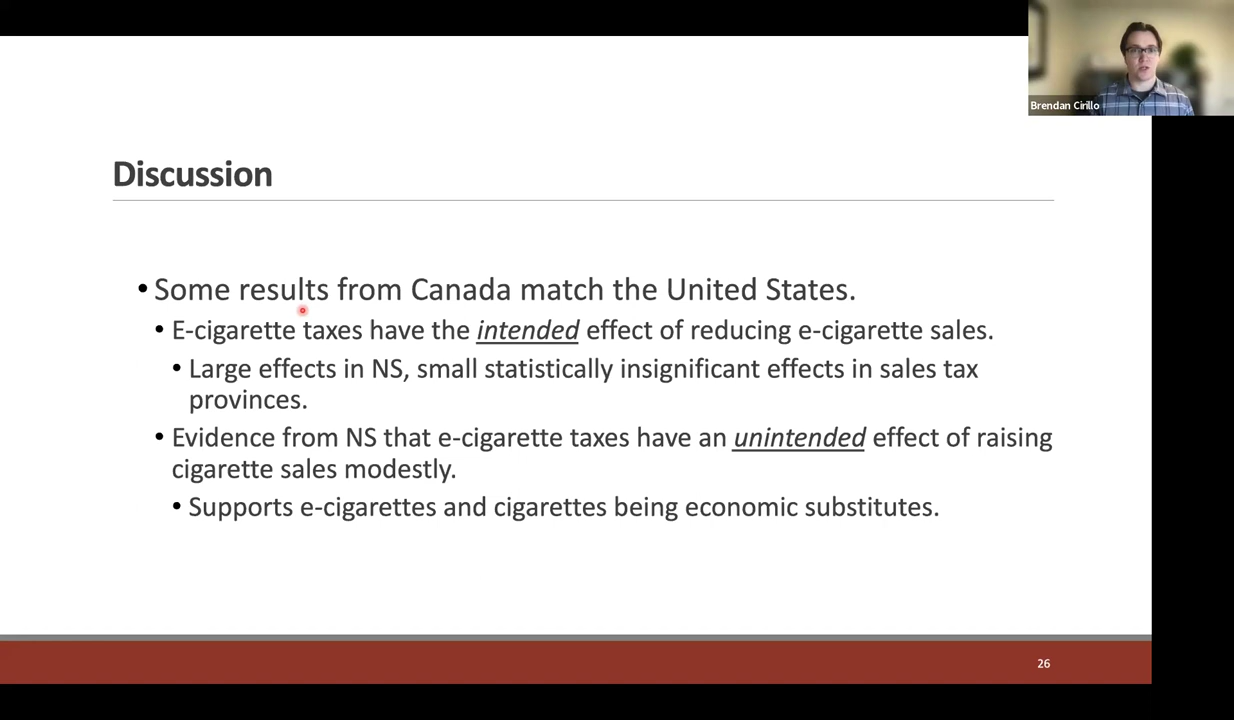 Brendan Cirillo
Discussion
• Some results from Canada match the United States.
• E-cigarette taxes have the intended effect of reducing e-cigarette sales.
• Large effects in NS, small statistically insignificant effects in sales tax
provinces.
• Evidence from NS that e-cigarette taxes have an unintended effect of raising
cigarette sales modestly.
• Supports e-cigarettes and cigarettes being economic substitutes.
26